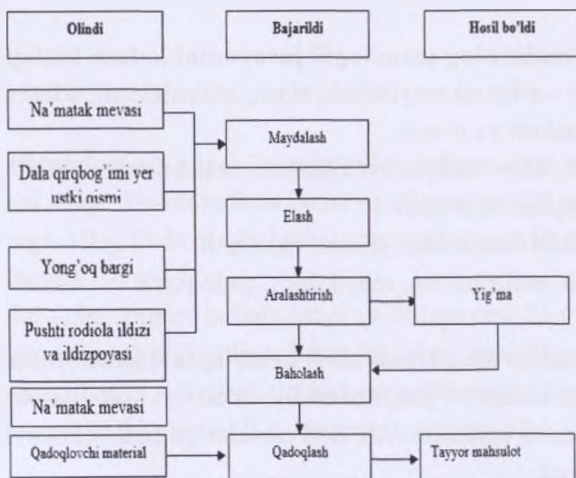 Olindi
Bajarildi
Hosil bo'ldi
Na'matak mevasi
Maydalash
Dala qirqbog'imi yer
ustki nismi
Elash
Yong'oq bargi
Aralashtirish
Yig'ma
Pushti rodiola ildizi
va ildizpoyasi
Baholash
Na'matak mevasi
Qadoqlovchi material
Qadoqlash
Tayyor mahsulot